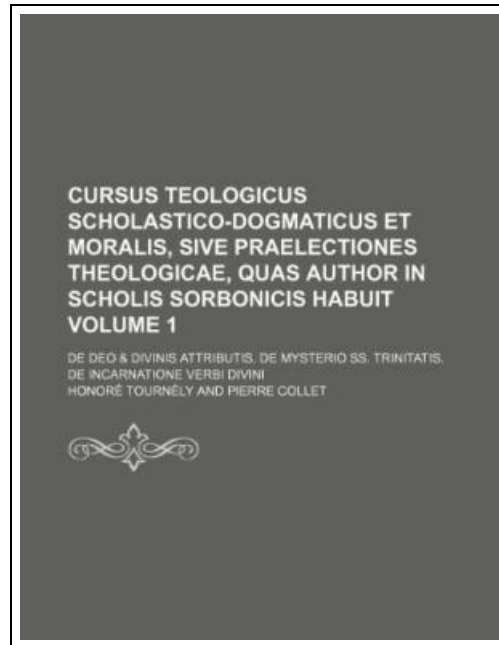 CURSUS TEOLOGICUS
SCHOLASTICO-DOGMATICUS ET
MORALIS, SIVE PRAELECTIONES
THEOLOGICAE, QUAS AUTHOR IN
SCHOLIS SORBONICIS HABUIT
VOLUME 1
DE DEO & DIVINIS ATTRIBUTIS. DE MYSTERIO SS. TRINITATIS.
DE INCARNATIONE VERBI DIVINI
HONORÉ TOURNÈLY AND PIERRE COLLET